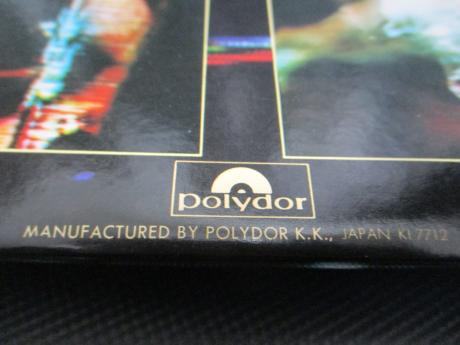 polydor
MANUFACTURED BY POLYDOR K.K., JAPAN KI 7712